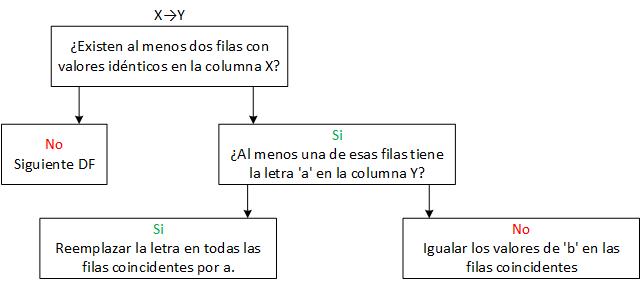 X→Y
¿Existen al menos dos filas con
valores idénticos en la columna X?
No
Siguiente DF
Si
¿Al menos una de esas filas tiene
la letra 'a' en la columna Y?
Si
Reemplazar la letra en todas las
filas coincidentes por a.
No
Igualar los valores de 'b' en las
filas coincidentes